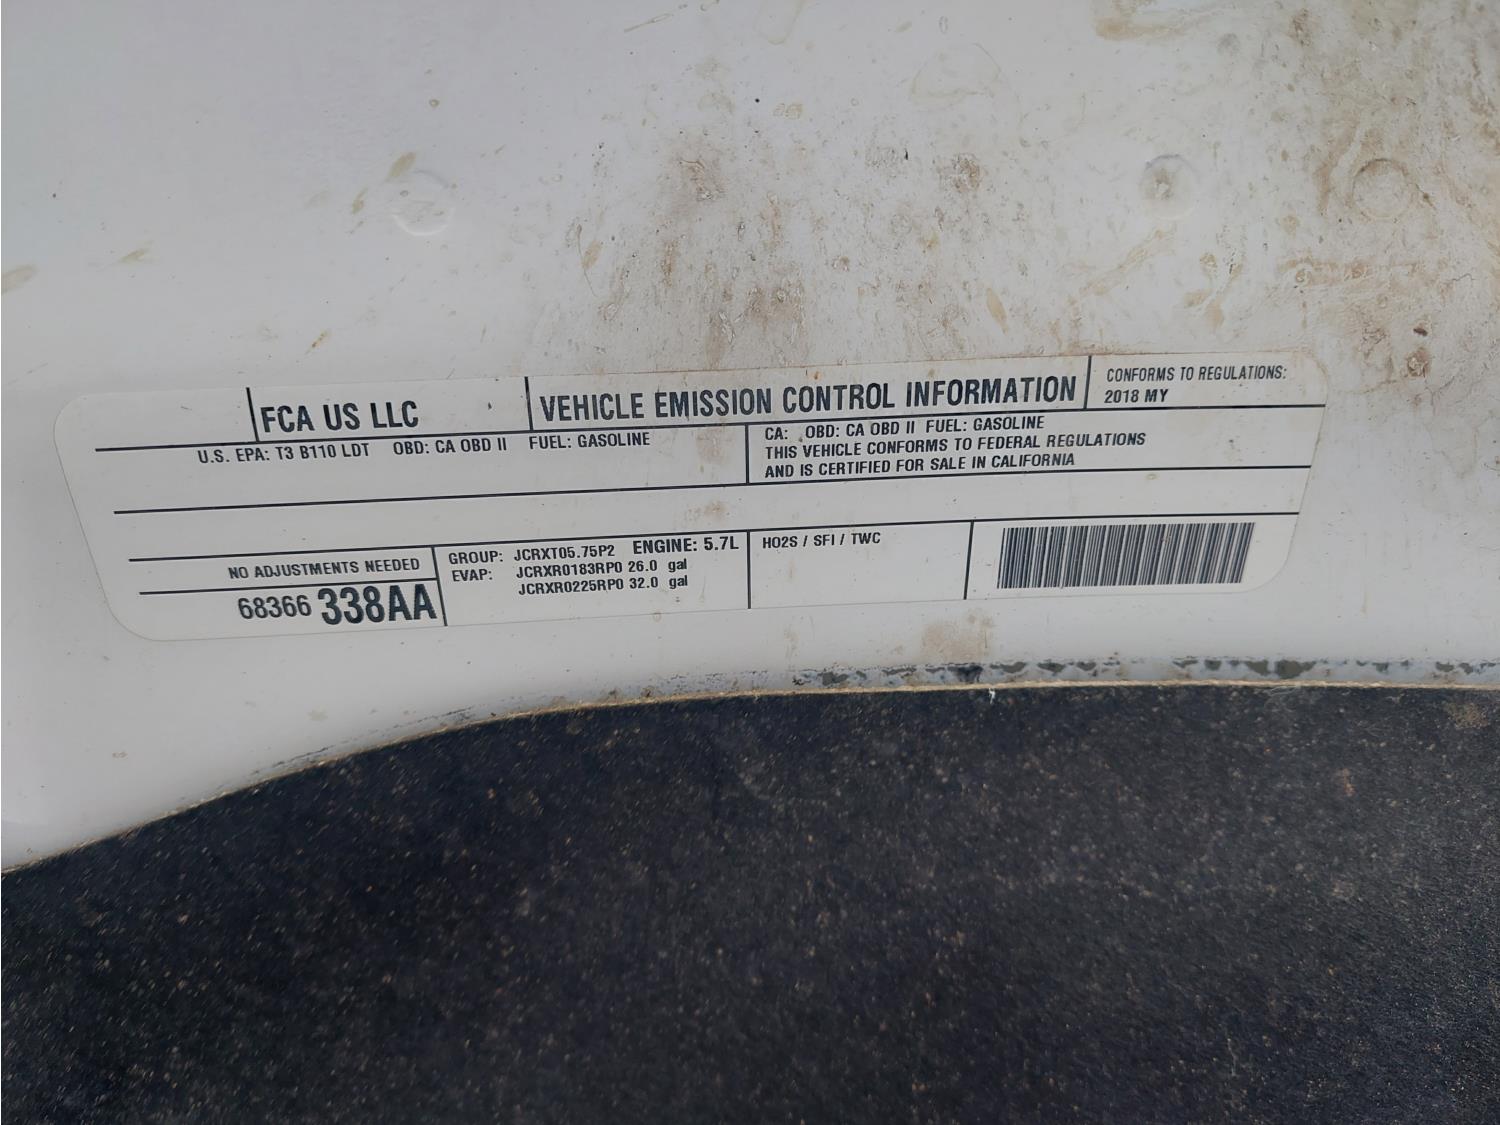 FCA US LLC
VEHICLE EMISSION CONTROL INFORMATION
CONFORMS TO REGULATIONS:
2018 MY
U.S. EPA: T3 B110 LDT OBD: CA OBD II FUEL: GASOLINE
CA: OBD: CA OBD II FUEL: GASOLINE
THIS VEHICLE CONFORMS TO FEDERAL REGULATIONS
AND IS CERTIFIED FOR SALE IN CALIFORNIA
NO ADJUSTMENTS NEEDED
68366 338AA
GROUP: JCRXT05.75P2 ENGINE: 5.7L
EVAP: JCRXR0183RP0 26.0 gal
JCRXR0225RP0 32.0 gal
HO2S / SFI / TWC